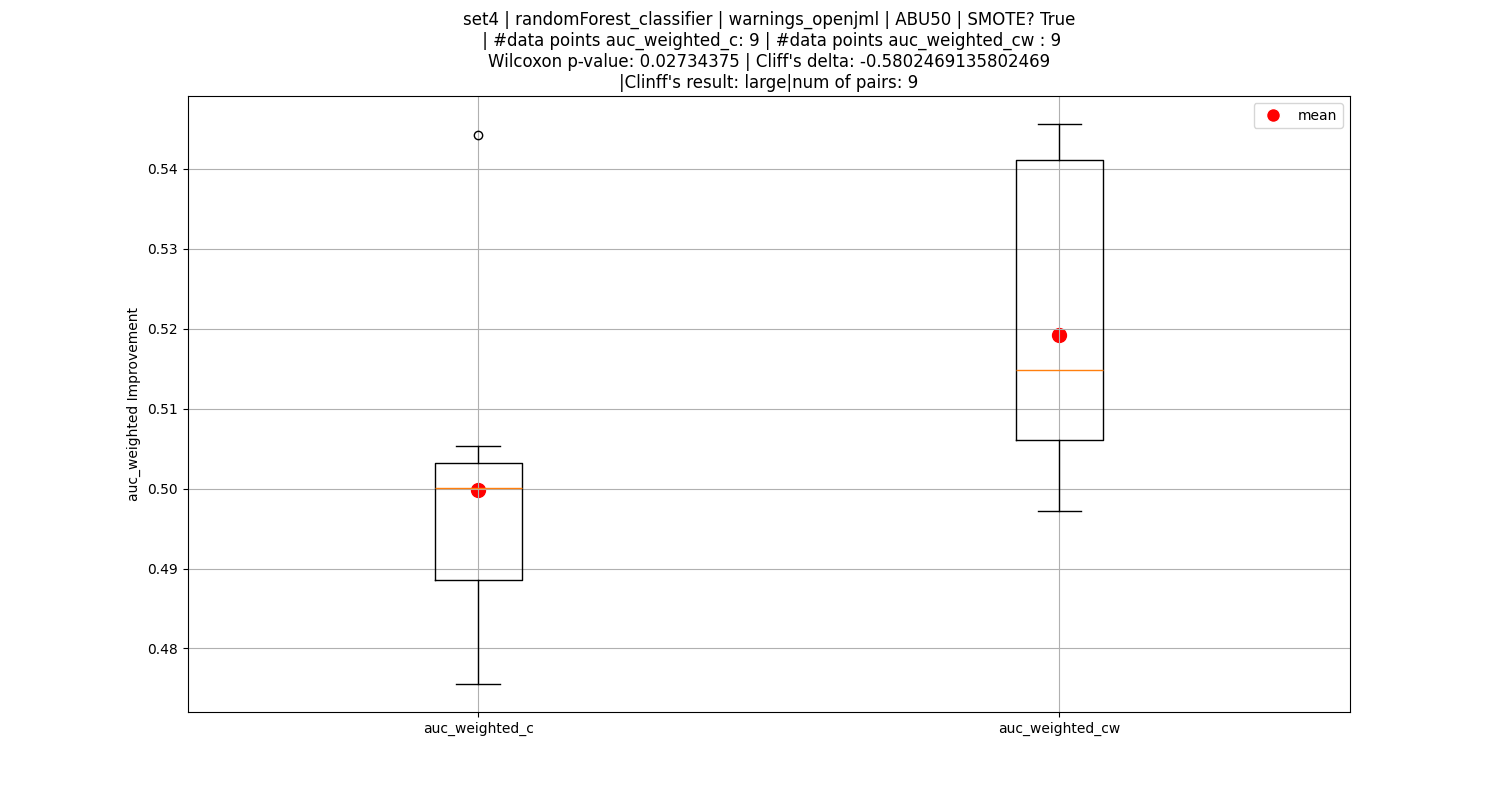 set4 | randomForest_classifier | warnings_openjml | ABU50 | SMOTE? True
| #data points auc_weighted_c: 9 | #data points auc_weighted_cw : 9
Wilcoxon p-value: 0.02734375 | Cliff's delta: -0.5802469135802469
|Clinff's result: large|num of pairs: 9
mean
auc_weighted Improvement
0.54
0.53
0.52
0.51
0.50
0.49
0.48
auc_weighted_c
auc_weighted_cw